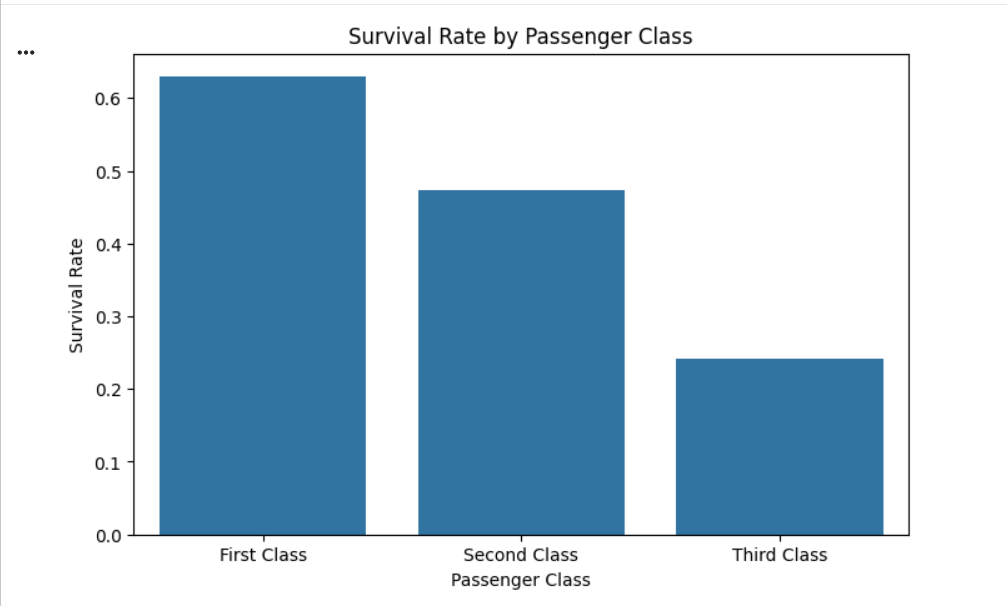 ...
Survival Rate by Passenger Class
Survival Rate
0.6
0.5
0.4
0.3
0.2
0.1
0.0
First Class Second Class Third Class
Passenger Class